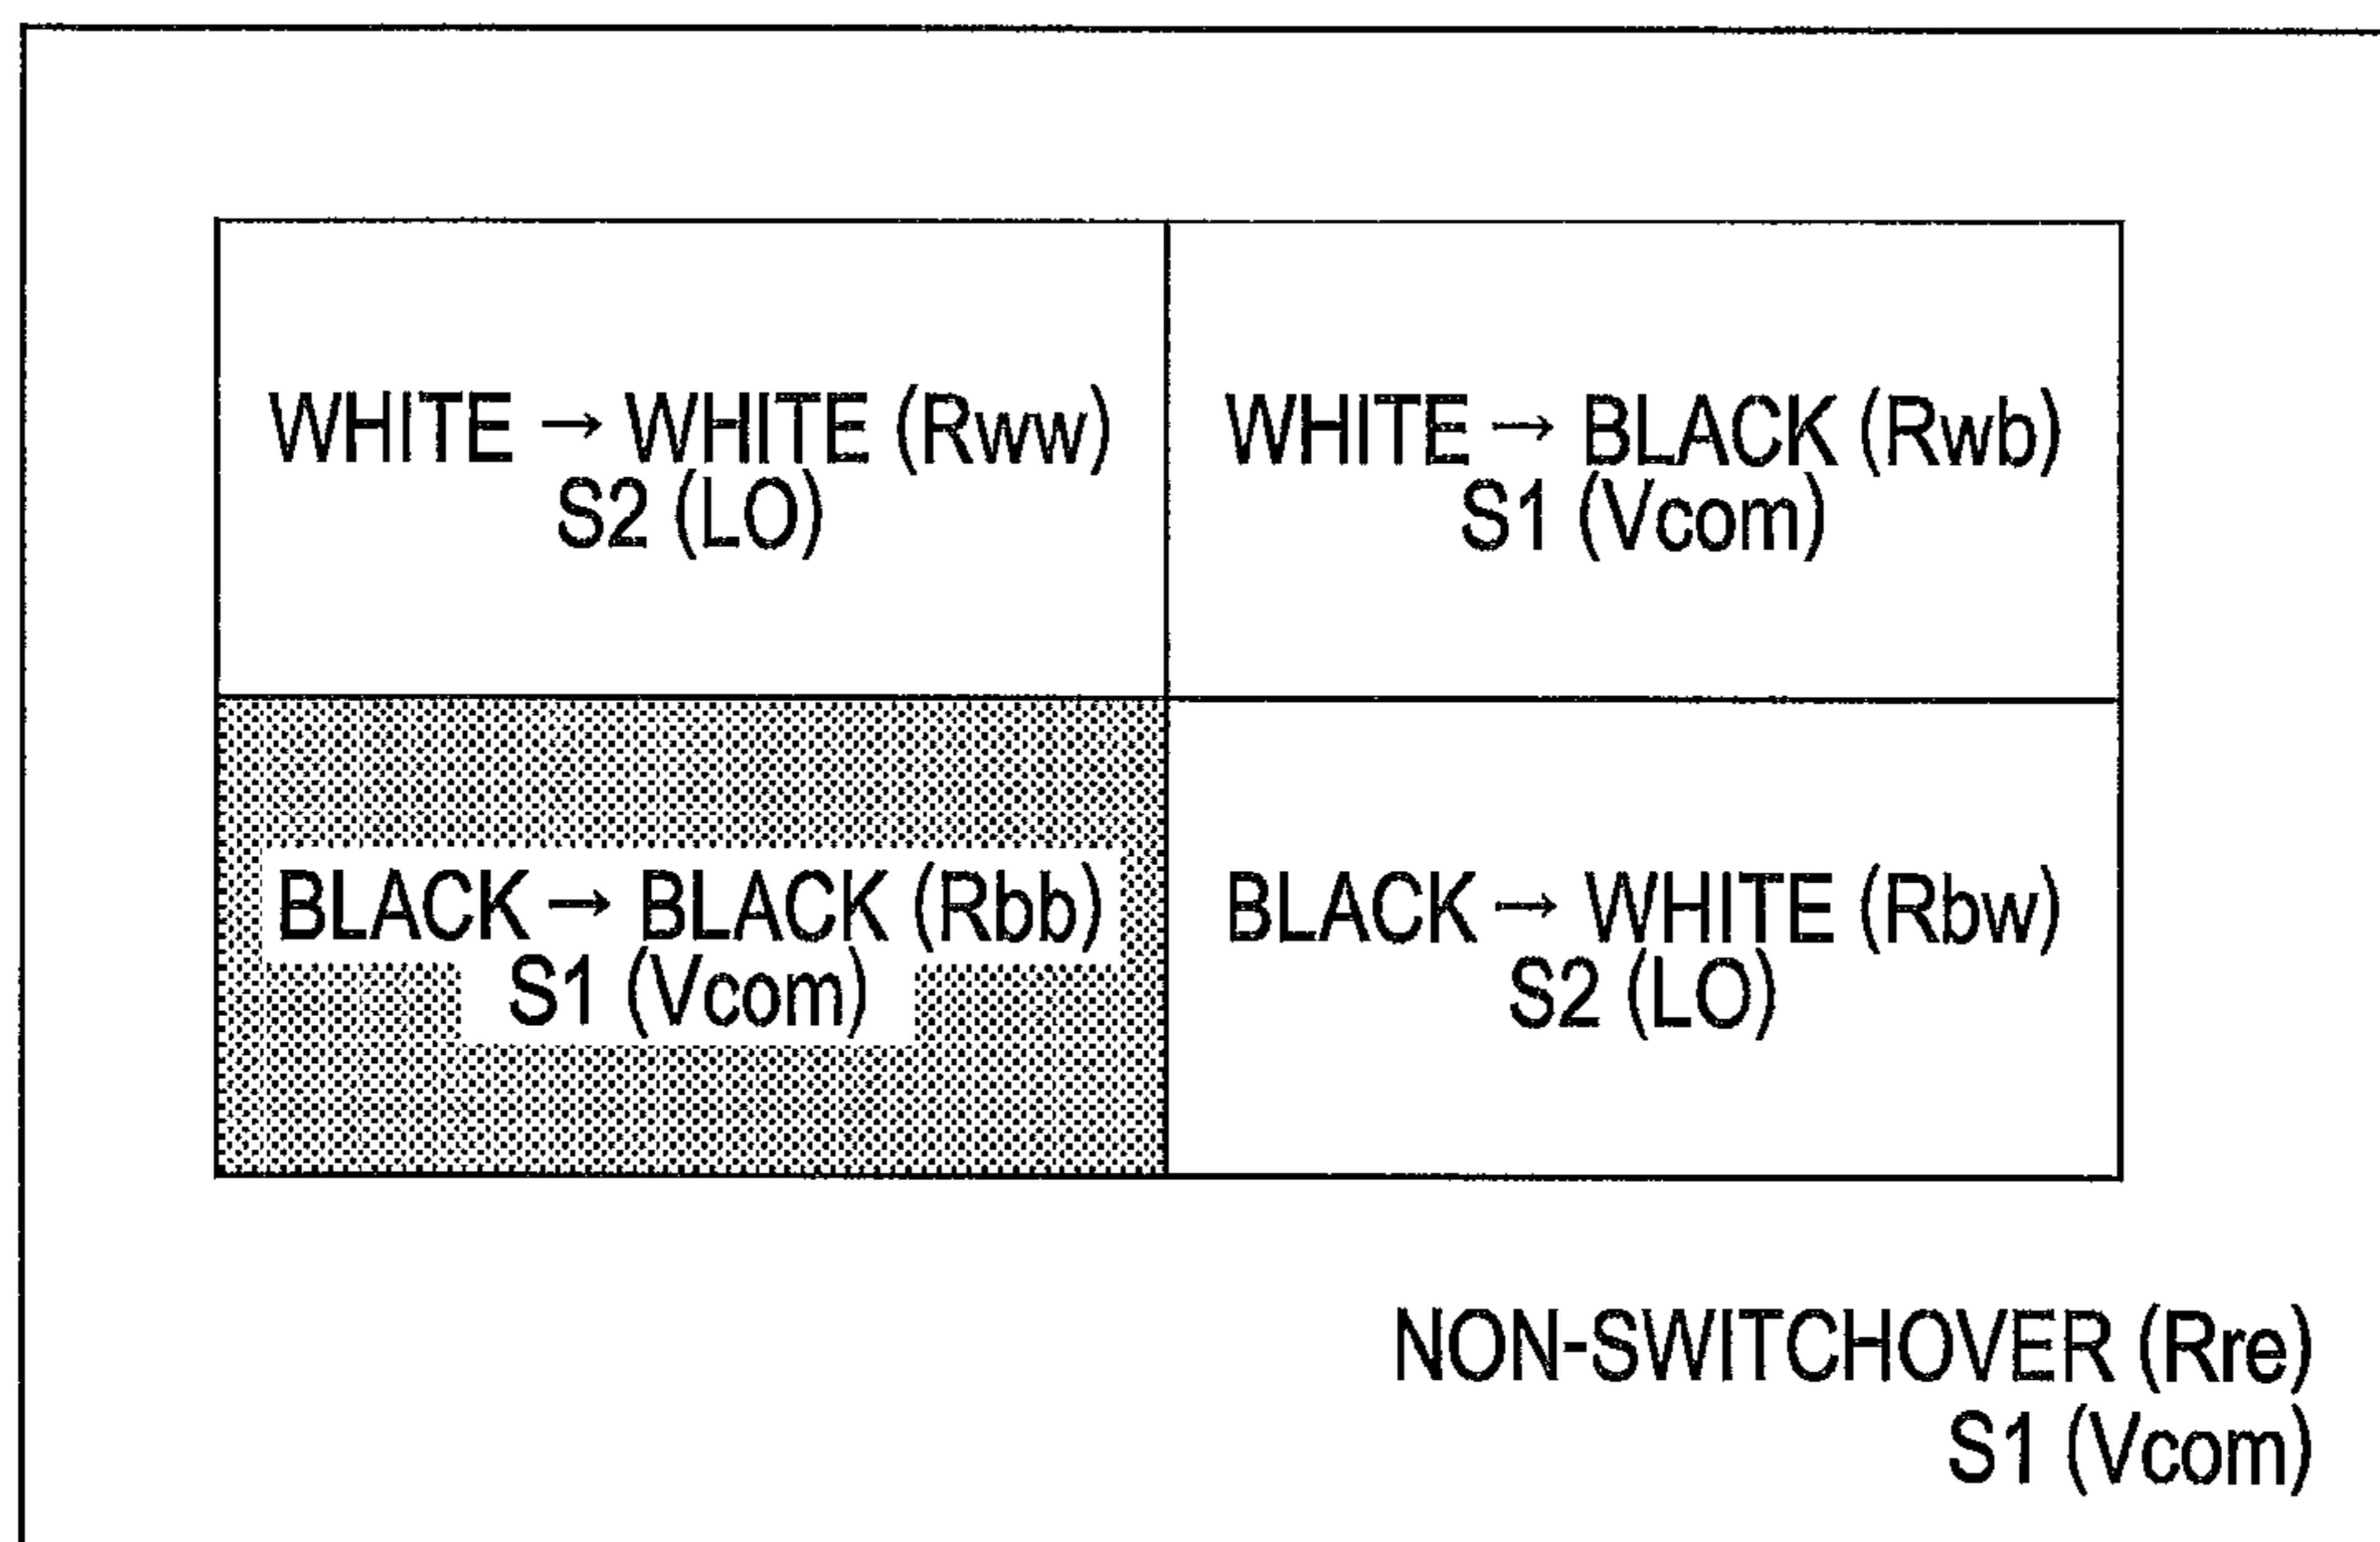 WHITE → WHITE (Rww)
S2 (LO)
WHITE → BLACK (Rwb)
S1 (Vcom)
BLACK → BLACK (Rbb)
S1 (Vcom)
BLACK → WHITE (Rbw)
S2 (LO)
NON-SWITCHOVER (Rre)
S1 (Vcom)